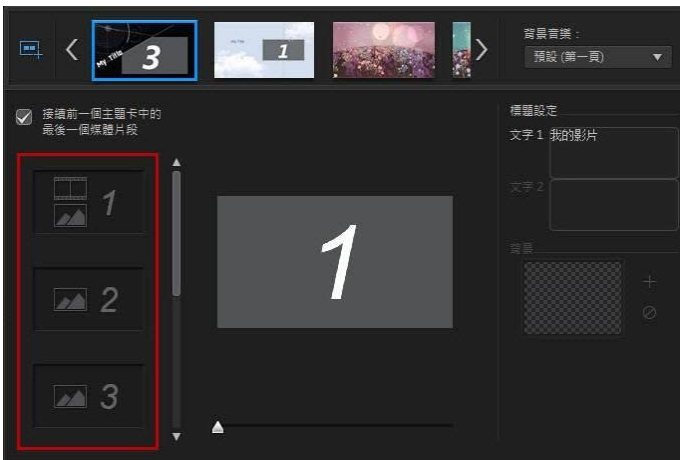 My Title
3
My Title
1
背景音樂：
預設 (第一頁)
接續前一個主題卡中的
最後一個媒體片段
1
2
3
1
標題設定
文字 1 我的影片
文字 2
背景